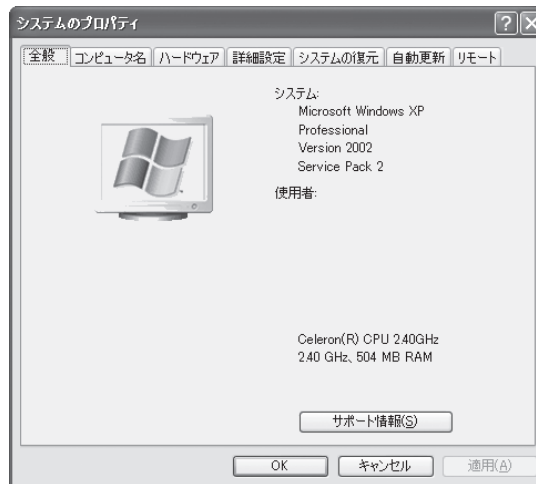 システムのプロパティ
全般 コンピュータ名 ハードウェア 詳細設定 システムの復元 自動更新 リモート
システム:
Microsoft Windows XP
Professional
Version 2002
Service Pack 2
使用者:
Celeron(R) CPU 2.40GHz
2.40 GHz、504 MB RAM
サポート情報(S)
OK キャンセル 適用(A)